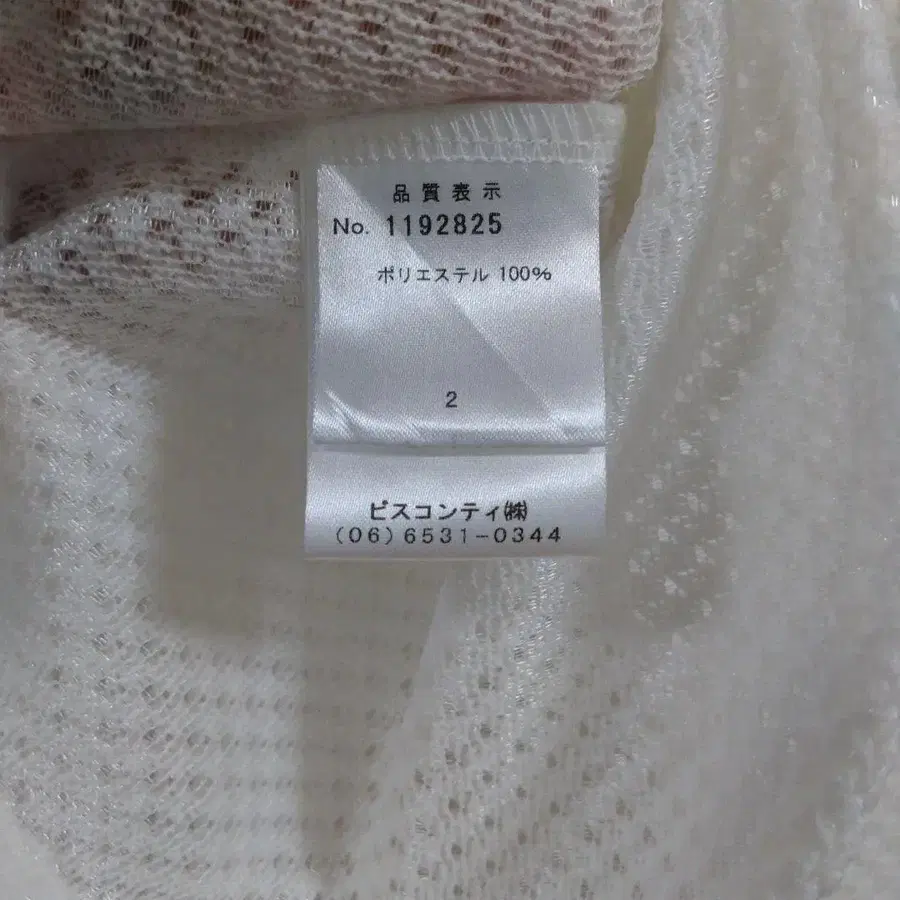 品質表示
No. 1192825
ポリエステル 100%
2
ビスコンティ㈱
(06)6531-0344